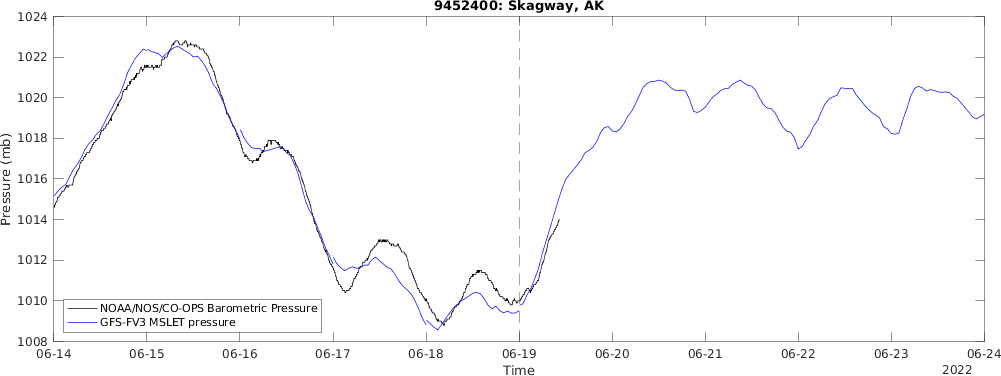 9452400: Skagway, AK
1024
1022
1020
1018
1016
1014
1012
1010
1008
Pressure (mb)
NOAA/NOS/CO-OPS Barometric Pressure
GFS-FV3 MSLET pressure
06-14 06-15 06-16 06-17 06-18 06-19 06-20 06-21 06-22 06-23 06-24
Time
2022